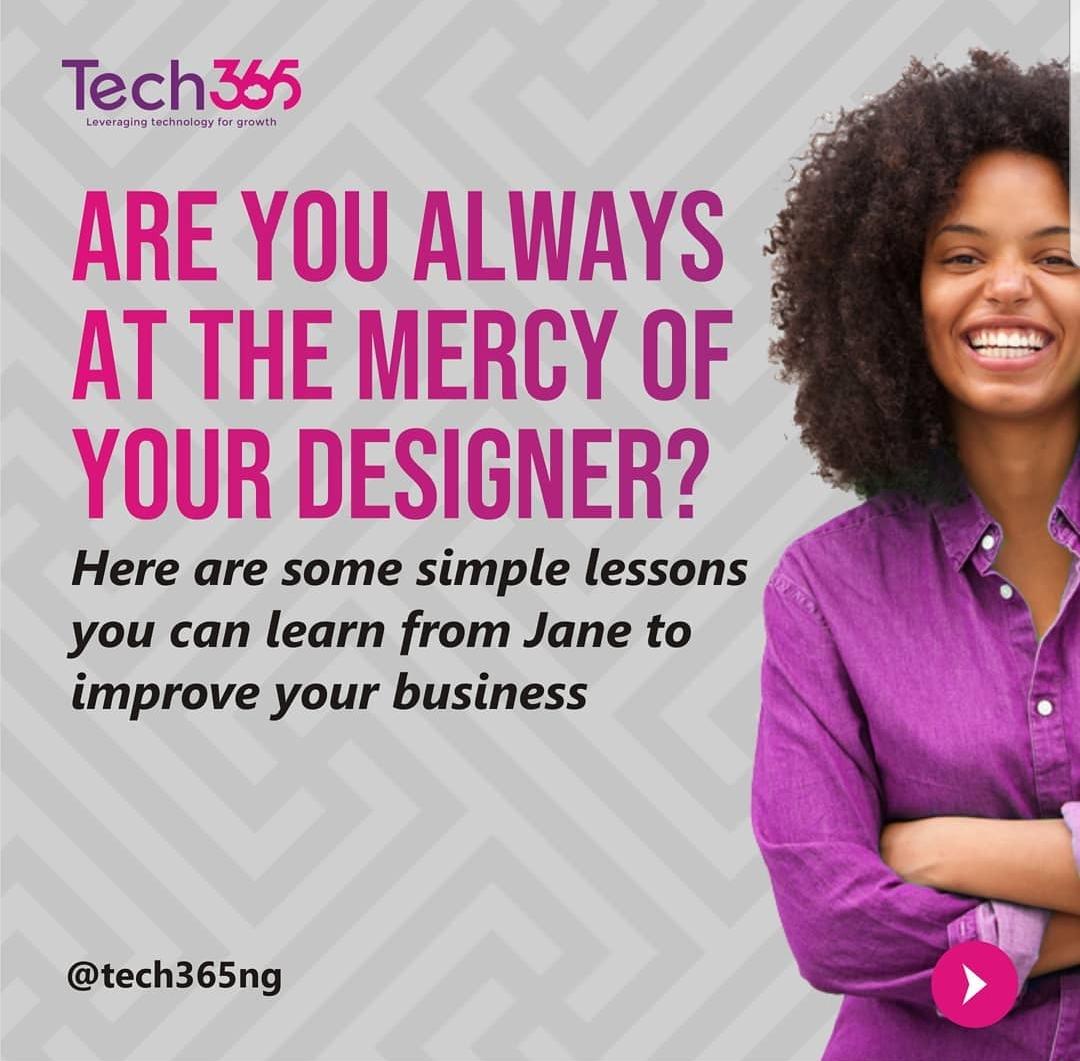 Tech365
Leveraging technology for growth
ARE YOU ALWAYS
AT THE MERCY OF
YOUR DESIGNER?
Here are some simple lessons
you can learn from Jane to
improve your business
@tech365ng